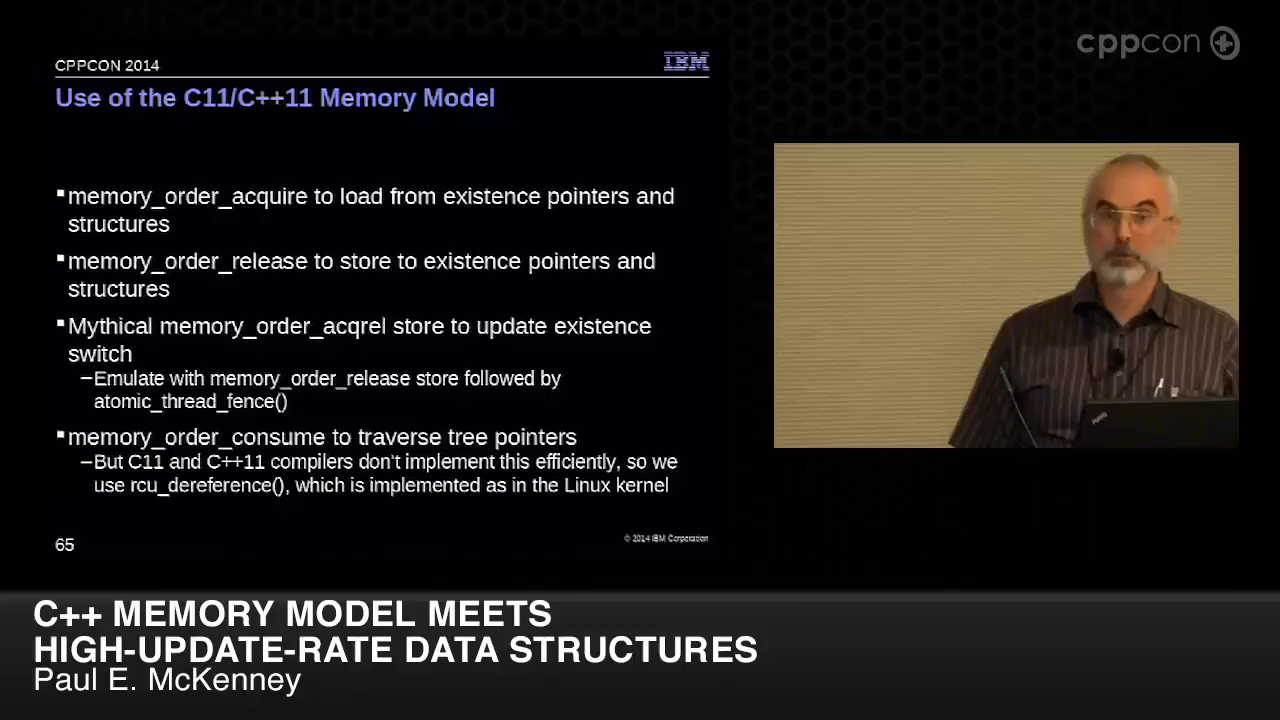 cppcon
CPPCON 2014
IBM
Use of the C11/C++11 Memory Model
▪memory_order_acquire to load from existence pointers and
structures
▪memory_order_release to store to existence pointers and
structures
▪Mythical memory_order_acqrel store to update existence
switch
–Emulate with memory_order_release store followed by
atomic_thread_fence()
▪memory_order_consume to traverse tree pointers
–But C11 and C++11 compilers don't implement this efficiently, so we
use rcu_dereference(), which is implemented as in the Linux kernel
65
© 2014 IBM Corporation
C++ MEMORY MODEL MEETS
HIGH-UPDATE-RATE DATA STRUCTURES
Paul E. McKenney